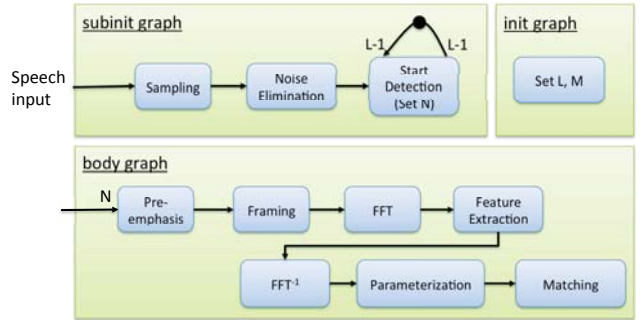 subinit graph
init graph
L-1
L-1
Speech
input
Sampling
Noise
Elimination
Start
Detection
(Set N)
Set L, M
body graph
N
Pre-
emphasis
Framing
FFT
Feature
Extraction
FFT⁻¹
Parameterization
Matching